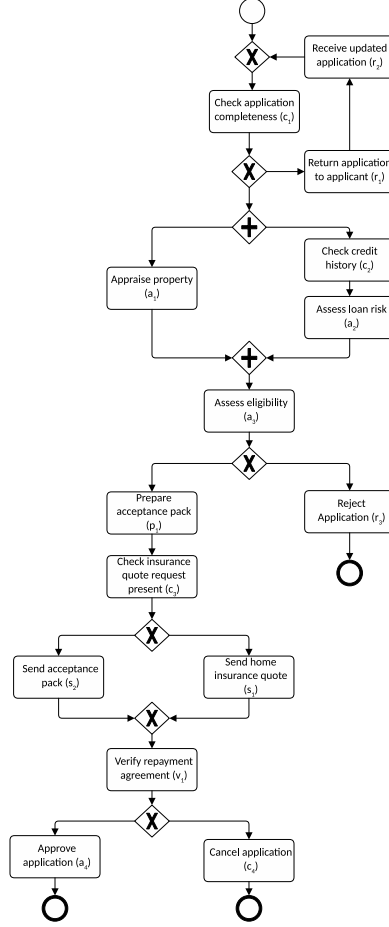 Receive updated
application (r2)
Check application
completeness (c1)
Return application
to applicant (r1)
Check credit
history (c2)
Appraise property
(a1)
Assess loan risk
(a2)
Assess eligibility
(a3)
Prepare
acceptance pack
(p1)
Reject
Application (r3)
Check insurance
quote request
present (c3)
Send acceptance
pack (s2)
Send home
insurance quote
(s1)
Verify repayment
agreement (v1)
Approve
application (a4)
Cancel application
(c4)